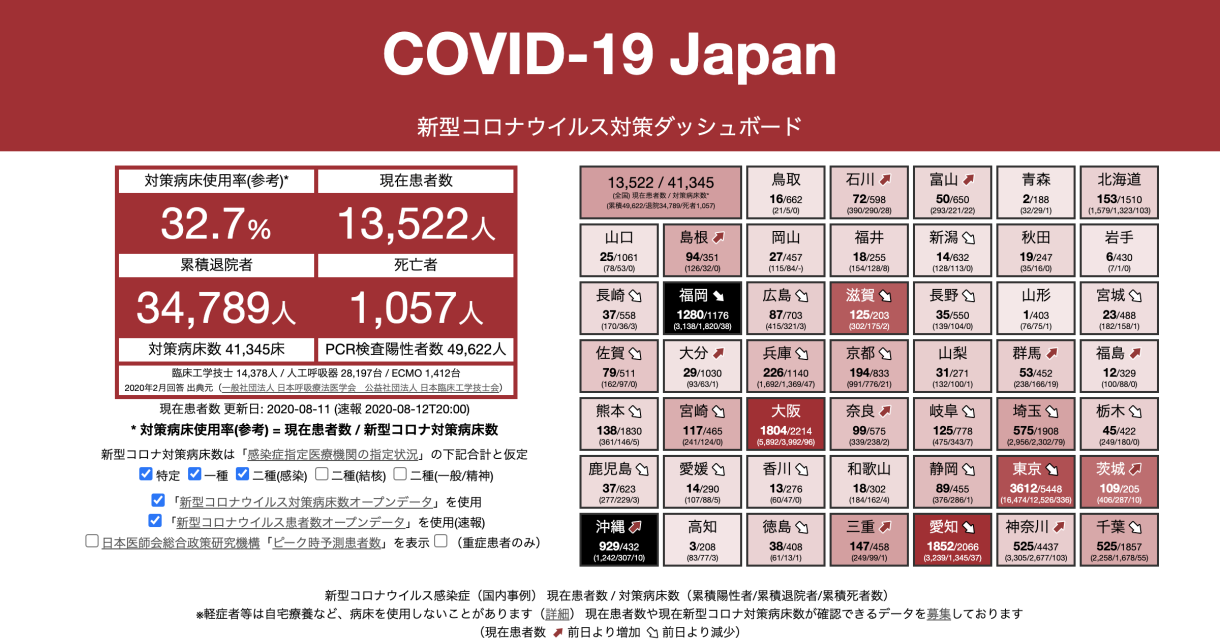 COVID-19 Japan
新型コロナウイルス対策ダッシュボード
対策病床使用率(参考)*
現在患者数
32.7%
13,522人
累積退院者
死亡者
34,789人
1,057人
対策病床数 41,345床
PCR検査陽性者数 49,622人
臨床工学技士 14,378人 / 人工呼吸器 28,197台 / ECMO 1,412台
2020年2月回答 出典元（一般社団法人 日本呼吸療法医学会　公益社団法人 日本臨床工学技士会）
現在患者数 更新日: 2020-08-11 (速報 2020-08-12T20:00)
* 対策病床使用率(参考) = 現在患者数 / 新型コロナ対策病床数
新型コロナ対策病床数は「感染症指定医療機関の指定状況」の下記合計と仮定
特定 一種 二種(感染) 二種(結核) 二種(一般/精神)
「新型コロナウイルス対策病床数オープンデータ」を使用
「新型コロナウイルス患者数オープンデータ」を使用(速報)
日本医師会総合政策研究機構「ピーク時予測患者数」を表示 （重症患者のみ）
13,522 / 41,345
(全国) 現在患者数 / 対策病床数*
(累積49,622/退院34,789/死者1,057)
鳥取
16/662
(21/5/0)
石川
72/598
(390/290/28)
富山
50/650
(293/221/22)
青森
2/188
(32/29/1)
北海道
153/1510
(1,579/1,323/103)
山口
25/1061
(78/53/0)
島根
94/351
(126/32/0)
岡山
27/457
(115/84/-)
福井
18/255
(154/128/8)
新潟
14/632
(128/113/0)
秋田
19/247
(35/16/0)
岩手
6/430
(7/1/0)
長崎
37/558
(170/36/3)
福岡
1280/1176
(3,138/1,820/38)
広島
87/703
(415/321/3)
滋賀
125/203
(302/175/2)
長野
35/550
(139/104/0)
山形
1/403
(76/75/1)
宮城
23/488
(182/158/1)
佐賀
79/511
(162/97/0)
大分
29/1030
(93/63/1)
兵庫
226/1140
(1,692/1,369/47)
京都
194/833
(991/776/21)
山梨
31/271
(132/100/1)
群馬
53/452
(238/166/19)
福島
12/329
(100/88/0)
熊本
138/1830
(361/146/5)
宮崎
117/465
(241/124/0)
大阪
1804/2214
(5,892/3,992/96)
奈良
99/575
(339/238/2)
岐阜
125/778
(475/343/7)
埼玉
575/1908
(2,956/2,302/79)
栃木
45/422
(249/180/0)
鹿児島
37/623
(277/229/3)
愛媛
14/290
(107/88/5)
香川
13/276
(60/47/0)
和歌山
18/302
(184/162/4)
静岡
89/455
(376/286/1)
東京
3612/5448
(16,474/12,526/336)
茨城
109/205
(406/287/10)
沖縄
929/432
(1,242/307/10)
高知
3/208
(83/77/3)
徳島
38/408
(61/13/1)
三重
147/458
(249/99/1)
愛知
1852/2066
(3,239/1,345/37)
神奈川
525/4437
(3,305/2,677/103)
千葉
525/1857
(2,258/1,678/55)
新型コロナウイルス感染症（国内事例） 現在患者数 / 対策病床数（累積陽性者/累積退院者/累積死者数）
※軽症者等は自宅療養など、病床を使用しないことがあります（詳細） 現在患者数や現在新型コロナ対策病床数が確認できるデータを募集しております
（現在患者数 前日より増加 前日より減少）